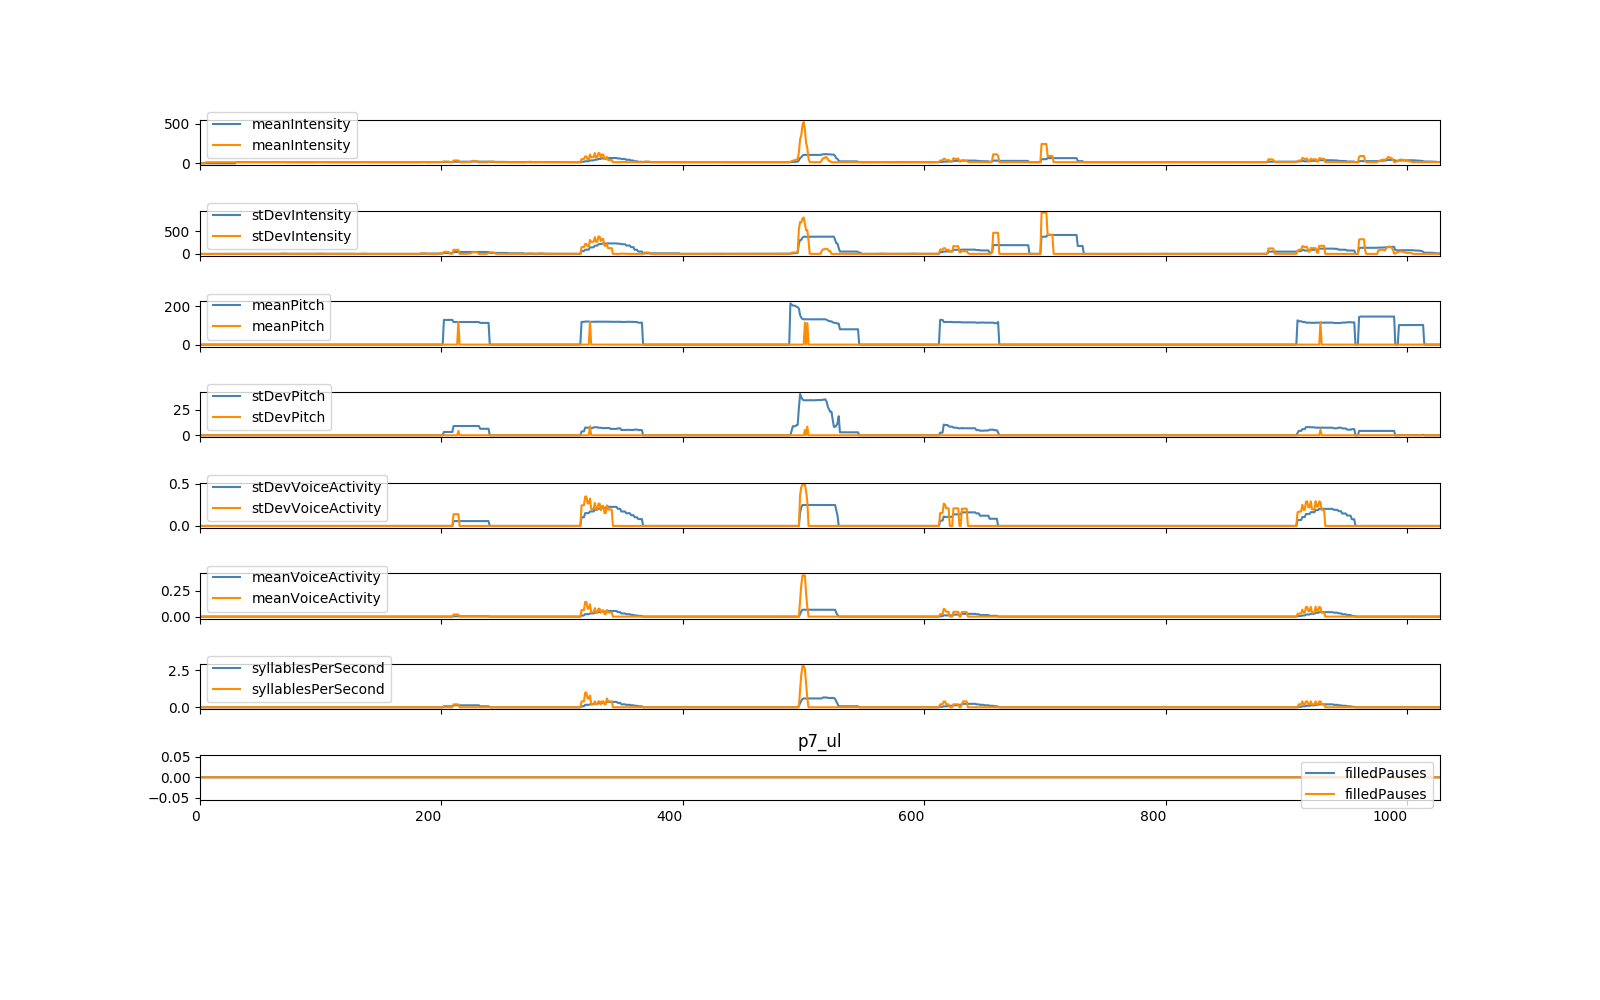 500
0
meanIntensity
meanIntensity
500
0
stDevIntensity
stDevIntensity
200
0
meanPitch
meanPitch
25
0
stDevPitch
stDevPitch
0.5
0.0
stDevVoiceActivity
stDevVoiceActivity
0.25
0.00
meanVoiceActivity
meanVoiceActivity
2.5
0.0
syllablesPerSecond
syllablesPerSecond
p7_ul
0.05
0.00
−0.05
filledPauses
filledPauses
0 200 400 600 800 1000